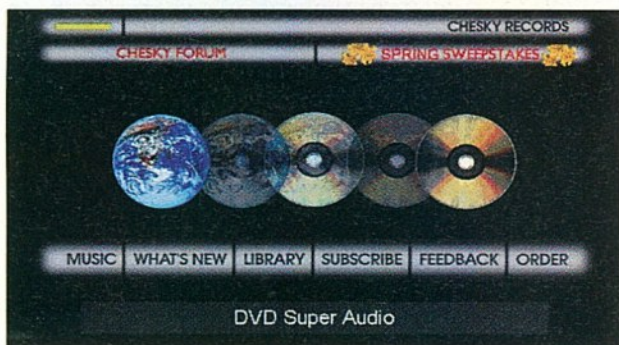 CHESKY RECORDS
CHESKY FORUM SPRING SWEEPSTAKES
MUSIC WHAT'S NEW LIBRARY SUBSCRIBE FEEDBACK ORDER
DVD Super Audio